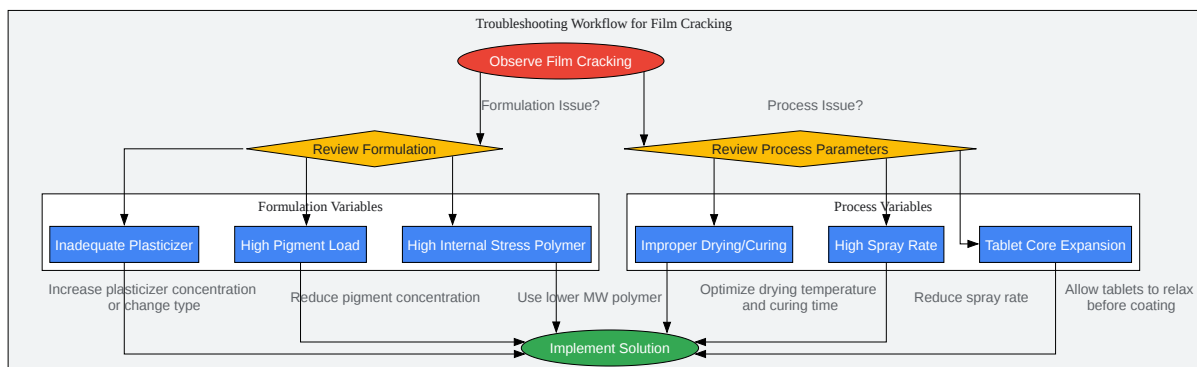 Troubleshooting Workflow for Film Cracking
Observe Film Cracking
Formulation Issue?
Process Issue?
Review Formulation
Review Process Parameters
Formulation Variables
Process Variables
Inadequate Plasticizer
High Pigment Load
High Internal Stress Polymer
Improper Drying/Curing
High Spray Rate
Tablet Core Expansion
Increase plasticizer concentration
or change type
Reduce pigment concentration
Use lower MW polymer
Optimize drying temperature
and curing time
Reduce spray rate
Allow tablets to relax
before coating
Implement Solution